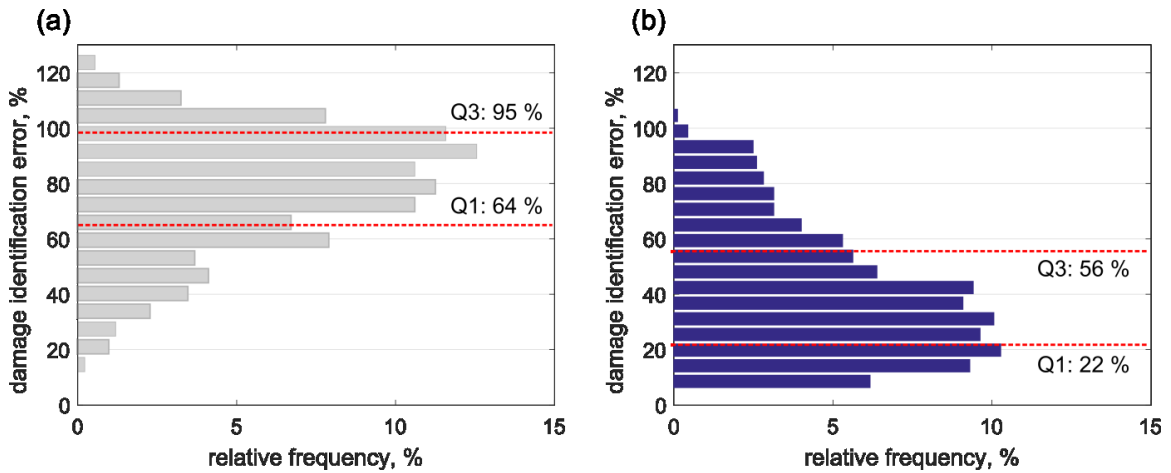 (a)
damage identification error, %
120
100
80
60
40
20
0
Q3: 95 %
Q1: 64 %
0
5
10
15
relative frequency, %
(b)
damage identification error, %
120
100
80
60
40
20
0
Q3: 56 %
Q1: 22 %
0
5
10
15
relative frequency, %